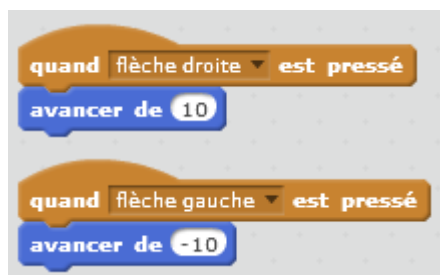 quand flèche droite est pressé
avancer de 10
quand flèche gauche est pressé
avancer de -10